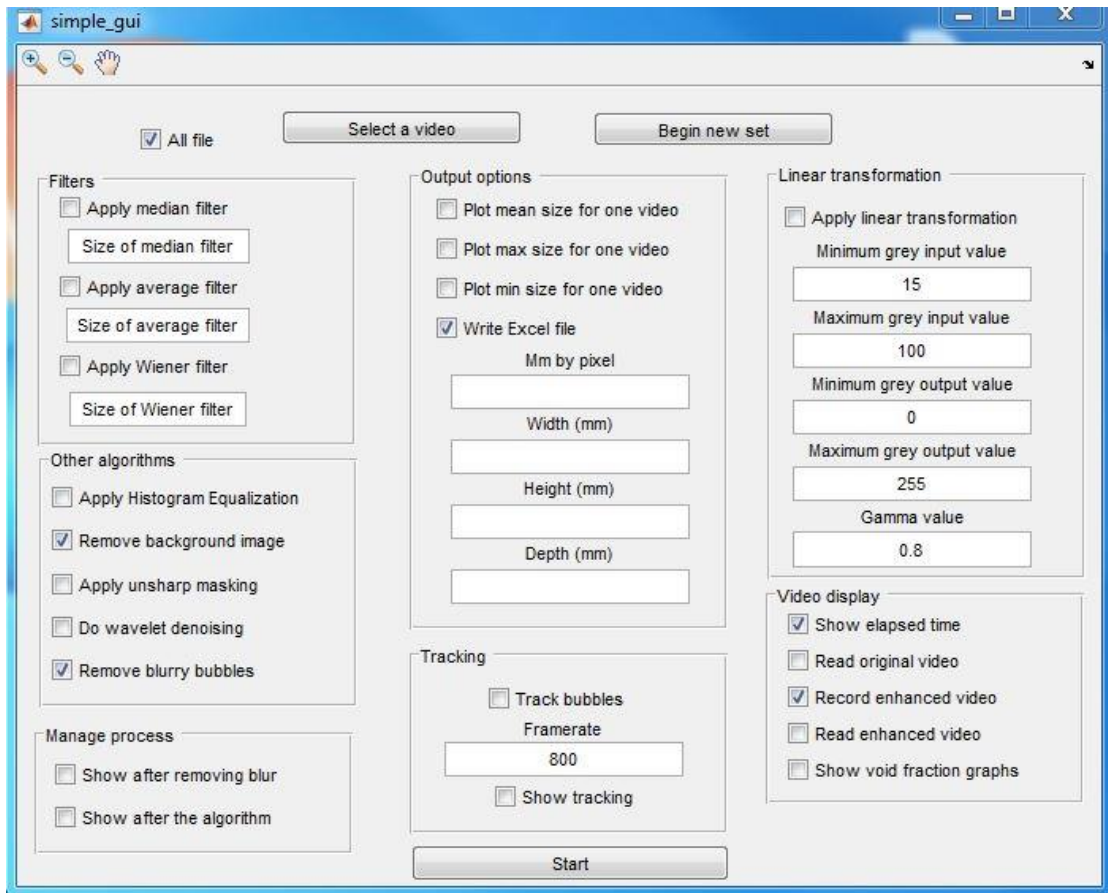 simple_gui
All file
Select a video
Begin new set
Filters
Apply median filter
Size of median filter
Apply average filter
Size of average filter
Apply Wiener filter
Size of Wiener filter
Other algorithms
Apply Histogram Equalization
Remove background image
Apply unsharp masking
Do wavelet denoising
Remove blurry bubbles
Manage process
Show after removing blur
Show after the algorithm
Output options
Plot mean size for one video
Plot max size for one video
Plot min size for one video
Write Excel file
Mm by pixel
Width (mm)
Height (mm)
Depth (mm)
Tracking
Track bubbles
Framerate
800
Show tracking
Start
Linear transformation
Apply linear transformation
Minimum grey input value
15
Maximum grey input value
100
Minimum grey output value
0
Maximum grey output value
255
Gamma value
0.8
Video display
Show elapsed time
Read original video
Record enhanced video
Read enhanced video
Show void fraction graphs